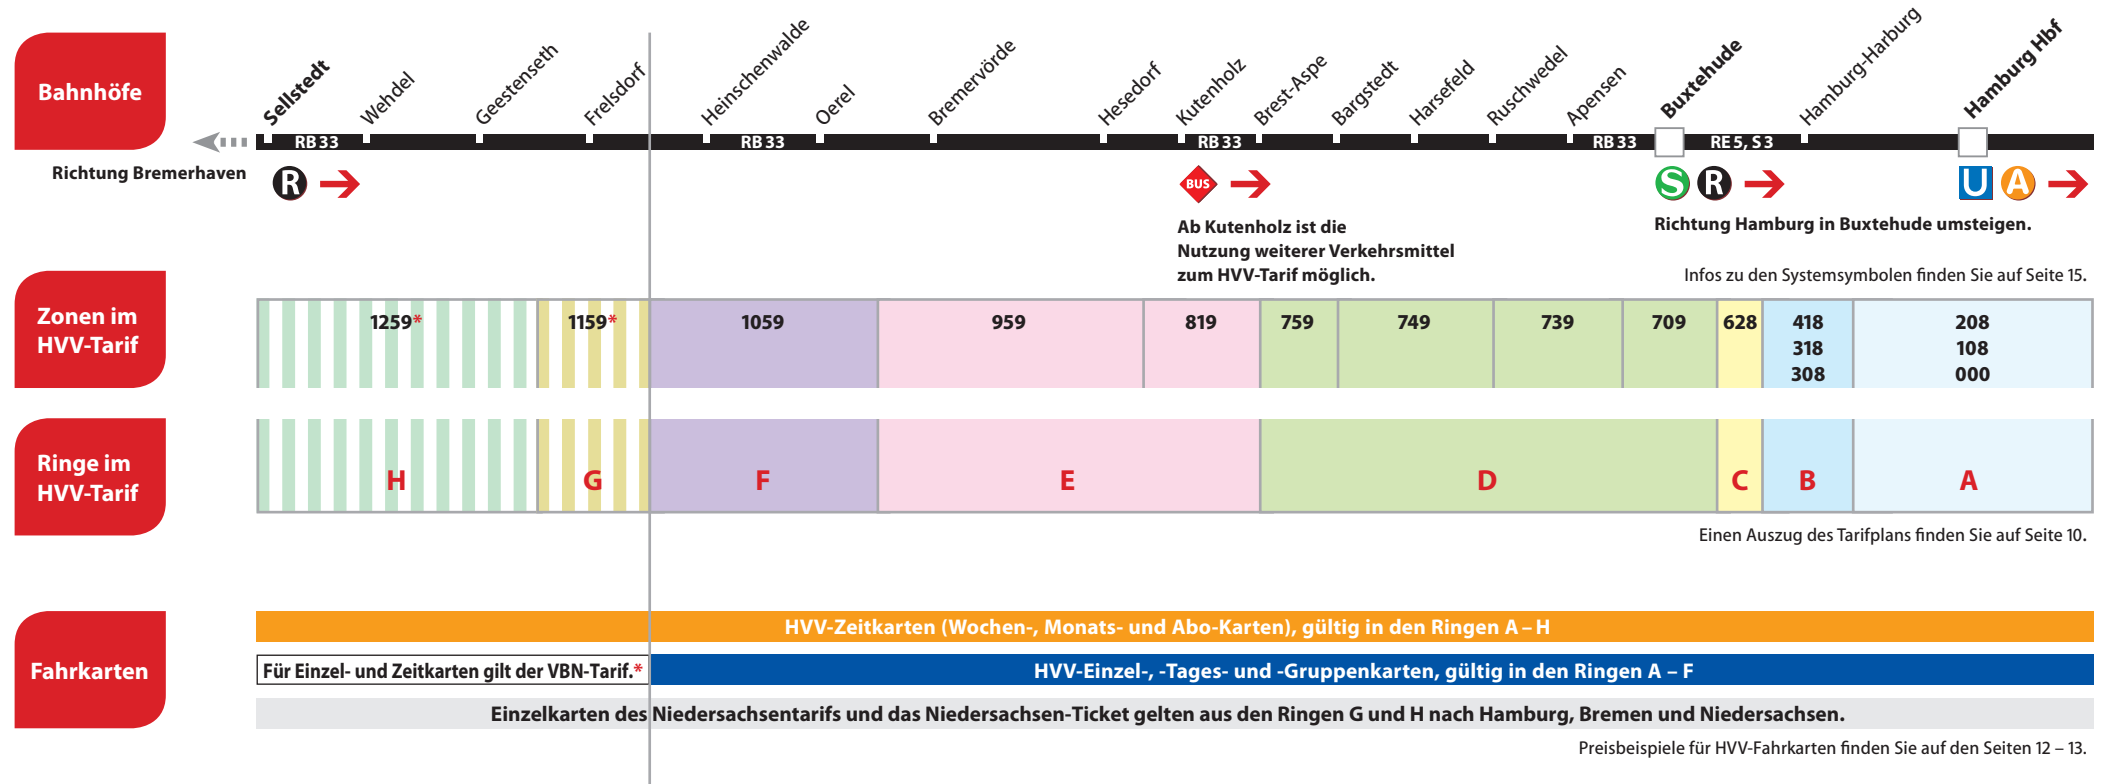 Bahnhöfe
Sellstedt
Wehdel
Geestenseth
Frelsdorf
Heinschenwalde
Oerel
Bremervörde
Hesedorf
Kutenholz
Brest-Aspe
Bargstedt
Harsefeld
Ruschwedel
Apensen
Buxtehude
Hamburg-Harburg
Hamburg Hbf
RB 33
RB 33
RB 33
RB 33
RE 5, S 3
Richtung Bremerhaven
R
BUS
S R
U A
Ab Kutenholz ist die
Nutzung weiterer Verkehrsmittel
zum HVV-Tarif möglich.
Richtung Hamburg in Buxtehude umsteigen.
Infos zu den Systemsymbolen finden Sie auf Seite 15.
Zonen im
HVV-Tarif
1259*
1159*
1059
959
819
759
749
739
709
628
418
318
308
208
108
000
Ringe im
HVV-Tarif
H
G
F
E
D
C
B
A
Einen Auszug des Tarifplans finden Sie auf Seite 10.
Fahrkarten
HVV-Zeitkarten (Wochen-, Monats- und Abo-Karten), gültig in den Ringen A – H
Für Einzel- und Zeitkarten gilt der VBN-Tarif.*
HVV-Einzel-, -Tages- und -Gruppenkarten, gültig in den Ringen A – F
Einzelkarten des Niedersachsentarifs und das Niedersachsen-Ticket gelten aus den Ringen G und H nach Hamburg, Bremen und Niedersachsen.
Preisbeispiele für HVV-Fahrkarten finden Sie auf den Seiten 12 – 13.